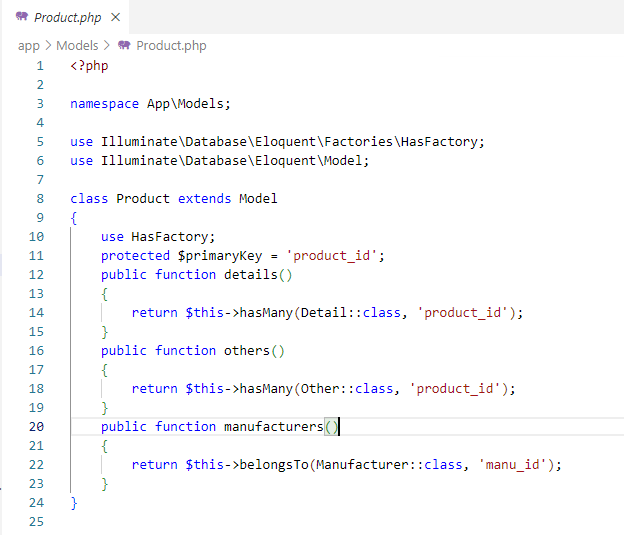 Product.php
app > Models > Product.php
1 <?php
2
3 namespace App\Models;
4
5 use Illuminate\Database\Eloquent\Factories\HasFactory;
6 use Illuminate\Database\Eloquent\Model;
7
8 class Product extends Model
9 {
10     use HasFactory;
11     protected $primaryKey = 'product_id';
12     public function details()
13     {
14         return $this->hasMany(Detail::class, 'product_id');
15     }
16     public function others()
17     {
18         return $this->hasMany(Other::class, 'product_id');
19     }
20     public function manufacturers()
21     {
22         return $this->belongsTo(Manufacturer::class, 'manu_id');
23     }
24 }
25